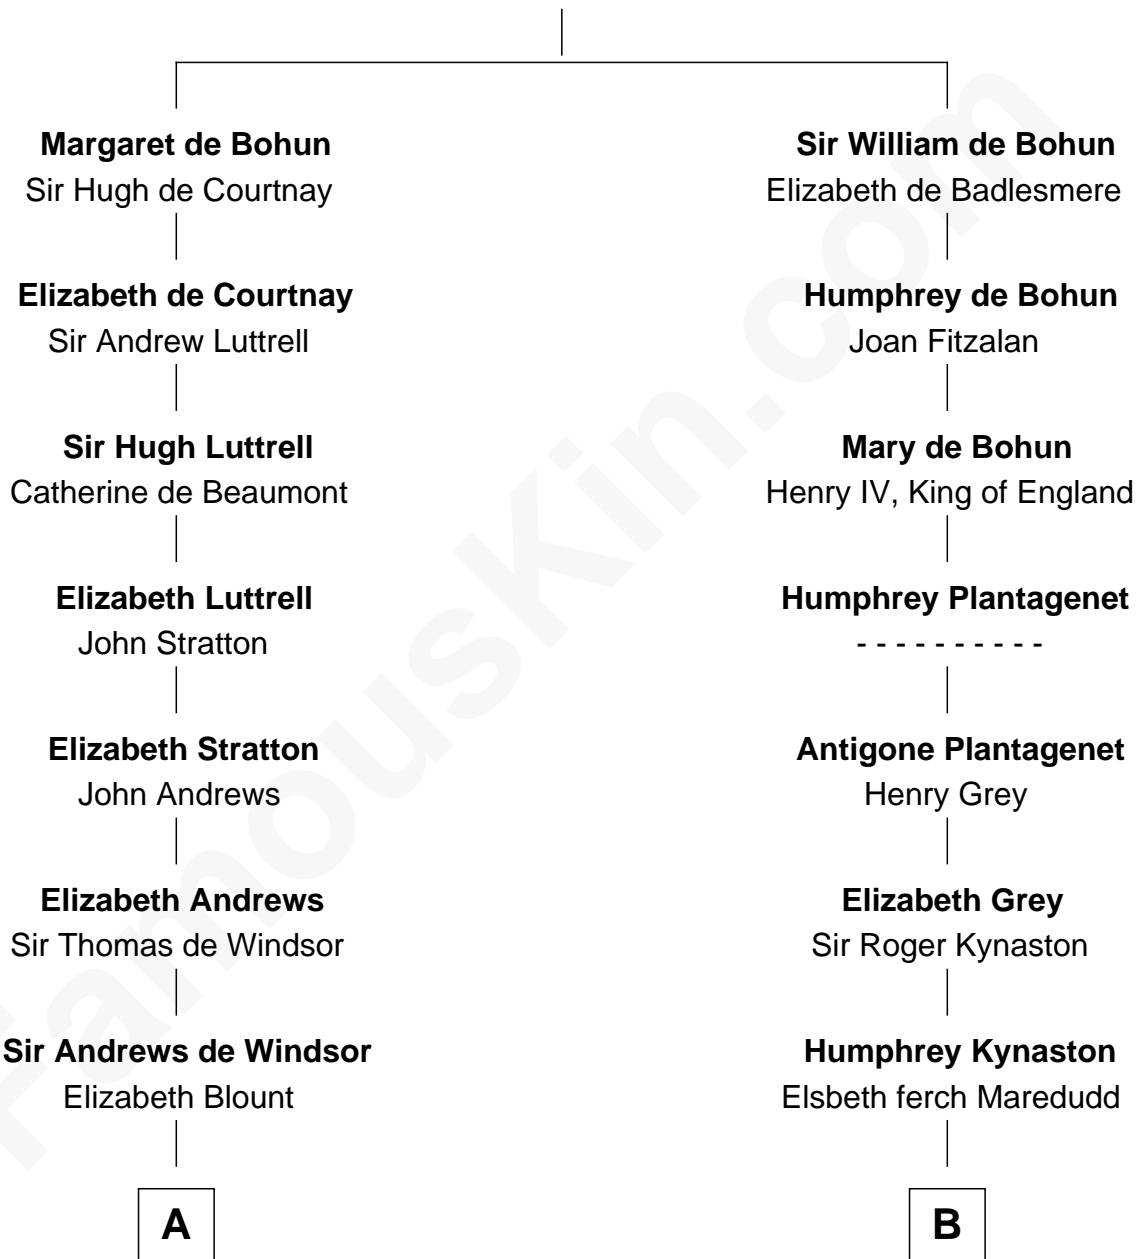 Margaret de Bohun
Sir Hugh de Courtnay
Elizabeth de Courtnay
Sir Andrew Luttrell
Sir Hugh Luttrell
Catherine de Beaumont
Elizabeth Luttrell
John Stratton
Elizabeth Stratton
John Andrews
Elizabeth Andrews
Sir Thomas de Windsor
Sir Andrews de Windsor
Elizabeth Blount
A
Sir William de Bohun
Elizabeth de Badlesmere
Humphrey de Bohun
Joan Fitzalan
Mary de Bohun
Henry IV, King of England
Humphrey Plantagenet
- - - - - - - - - -
Antigone Plantagenet
Henry Grey
Elizabeth Grey
Sir Roger Kynaston
Humphrey Kynaston
Elsbeth ferch Maredudd
B
FamousKin.com